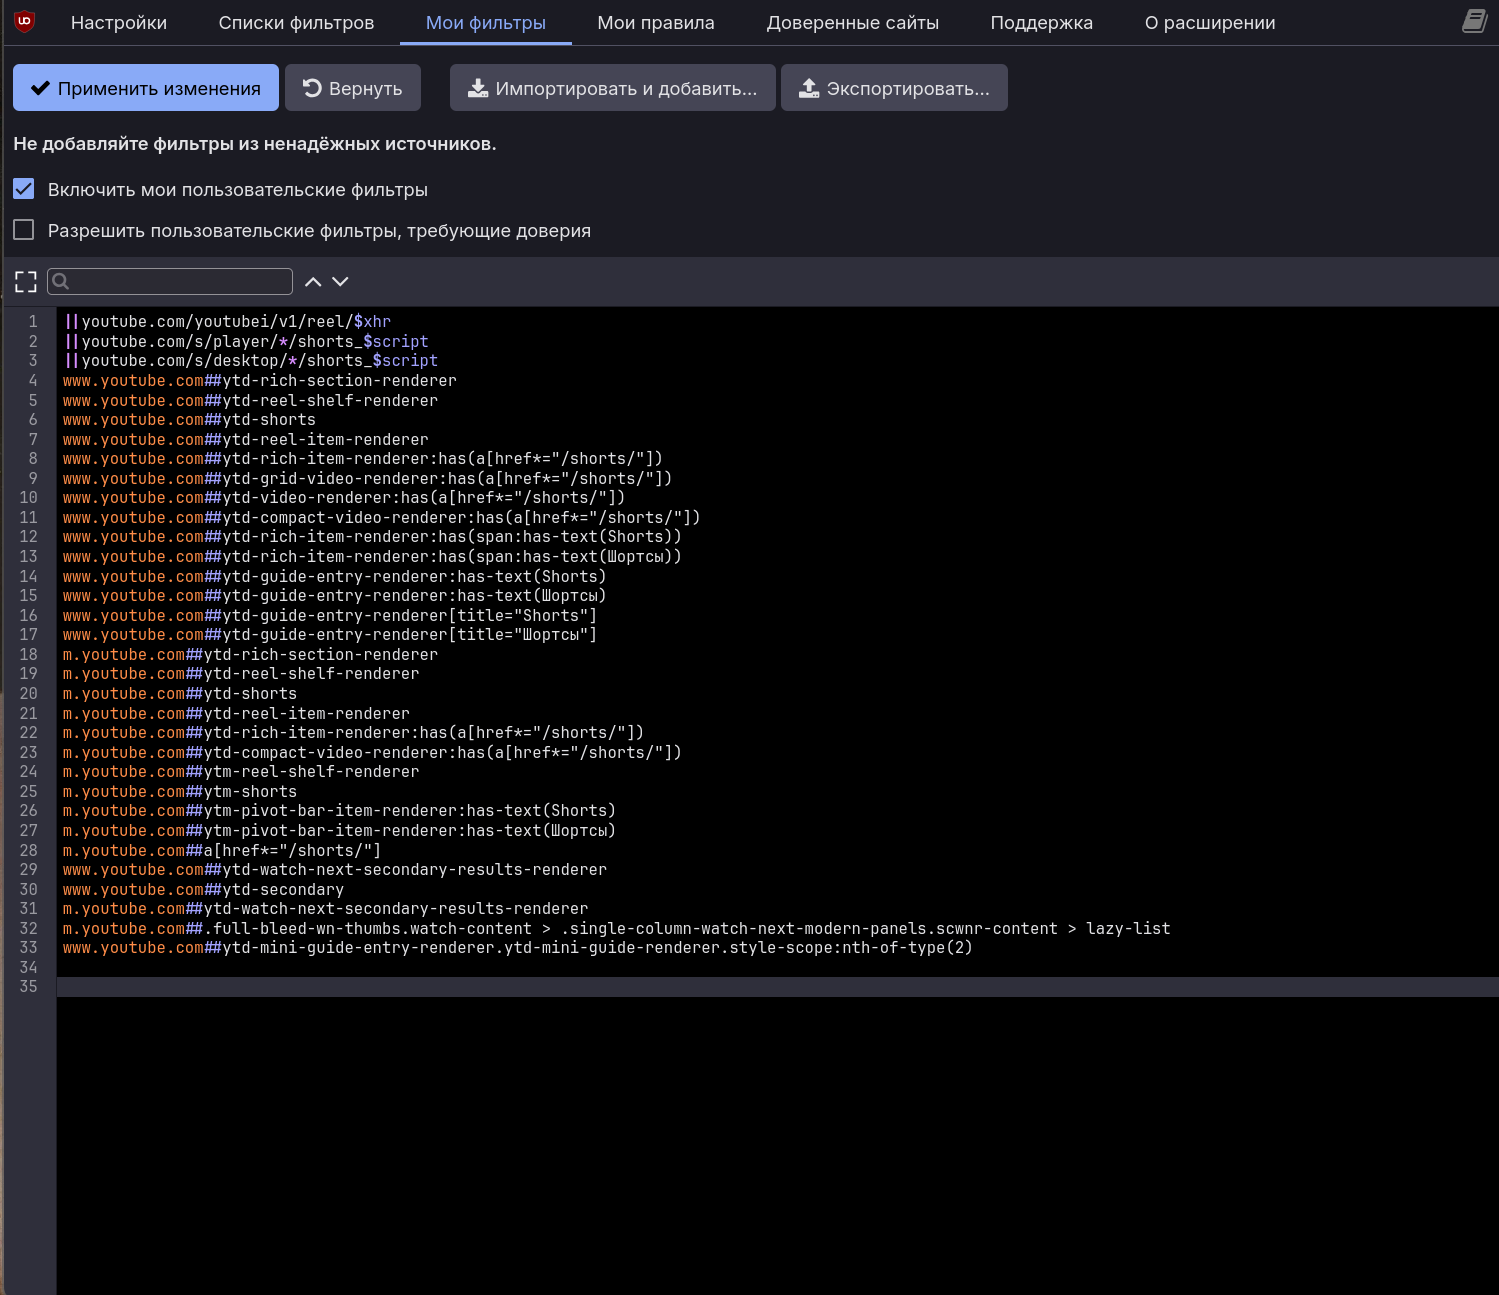 Настройки Списки фильтров Мои фильтры Мои правила Доверенные сайты Поддержка О расширении
Применить изменения Вернуть Импортировать и добавить... Экспортировать...
Не добавляйте фильтры из ненадёжных источников.
Включить мои пользовательские фильтры
Разрешить пользовательские фильтры, требующие доверия
1 ||youtube.com/youtubei/v1/reel/$xhr
2 ||youtube.com/s/player/*/shorts_$script
3 ||youtube.com/s/desktop/*/shorts_$script
4 www.youtube.com##ytd-rich-section-renderer
5 www.youtube.com##ytd-reel-shelf-renderer
6 www.youtube.com##ytd-shorts
7 www.youtube.com##ytd-reel-item-renderer
8 www.youtube.com##ytd-rich-item-renderer:has(a[href*="/shorts/"])
9 www.youtube.com##ytd-grid-video-renderer:has(a[href*="/shorts/"])
10 www.youtube.com##ytd-video-renderer:has(a[href*="/shorts/"])
11 www.youtube.com##ytd-compact-video-renderer:has(a[href*="/shorts/"])
12 www.youtube.com##ytd-rich-item-renderer:has(span:has-text(Shorts))
13 www.youtube.com##ytd-rich-item-renderer:has(span:has-text(Шортсы))
14 www.youtube.com##ytd-guide-entry-renderer:has-text(Shorts)
15 www.youtube.com##ytd-guide-entry-renderer:has-text(Шортсы)
16 www.youtube.com##ytd-guide-entry-renderer[title="Shorts"]
17 www.youtube.com##ytd-guide-entry-renderer[title="Шортсы"]
18 m.youtube.com##ytd-rich-section-renderer
19 m.youtube.com##ytd-reel-shelf-renderer
20 m.youtube.com##ytd-shorts
21 m.youtube.com##ytd-reel-item-renderer
22 m.youtube.com##ytd-rich-item-renderer:has(a[href*="/shorts/"])
23 m.youtube.com##ytd-compact-video-renderer:has(a[href*="/shorts/"])
24 m.youtube.com##ytm-reel-shelf-renderer
25 m.youtube.com##ytm-shorts
26 m.youtube.com##ytm-pivot-bar-item-renderer:has-text(Shorts)
27 m.youtube.com##ytm-pivot-bar-item-renderer:has-text(Шортсы)
28 m.youtube.com##a[href*="/shorts/"]
29 www.youtube.com##ytd-watch-next-secondary-results-renderer
30 www.youtube.com##ytd-secondary
31 m.youtube.com##ytd-watch-next-secondary-results-renderer
32 m.youtube.com##.full-bleed-wn-thumbs.watch-content > .single-column-watch-next-modern-panels.scwnr-content > lazy-list
33 www.youtube.com##ytd-mini-guide-entry-renderer.ytd-mini-guide-renderer.style-scope:nth-of-type(2)
34
35